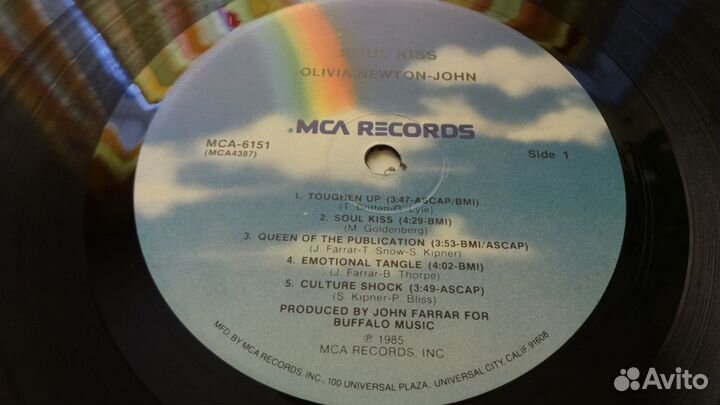 SOUL KISS
OLIVIA NEWTON-JOHN
MCA RECORDS
MCA-6151
(MCA4387)
Side 1
1. TOUGHEN UP (3:47-ASCAP/BMI)
(T. Britten-G. Lyle)
2. SOUL KISS (4:29-BMI)
(M. Goldenberg)
3. QUEEN OF THE PUBLICATION (3:53-BMI/ASCAP)
(J. Farrar-T. Snow-S. Kipner)
4. EMOTIONAL TANGLE (4:02-BMI)
(J. Farrar-B. Thorpe)
5. CULTURE SHOCK (3:49-ASCAP)
(S. Kipner-P. Bliss)
PRODUCED BY JOHN FARRAR FOR
BUFFALO MUSIC
℗ 1985
MCA RECORDS, INC
MFD. BY MCA RECORDS, INC., 100 UNIVERSAL PLAZA, UNIVERSAL CITY, CALIF. 91608
Avito